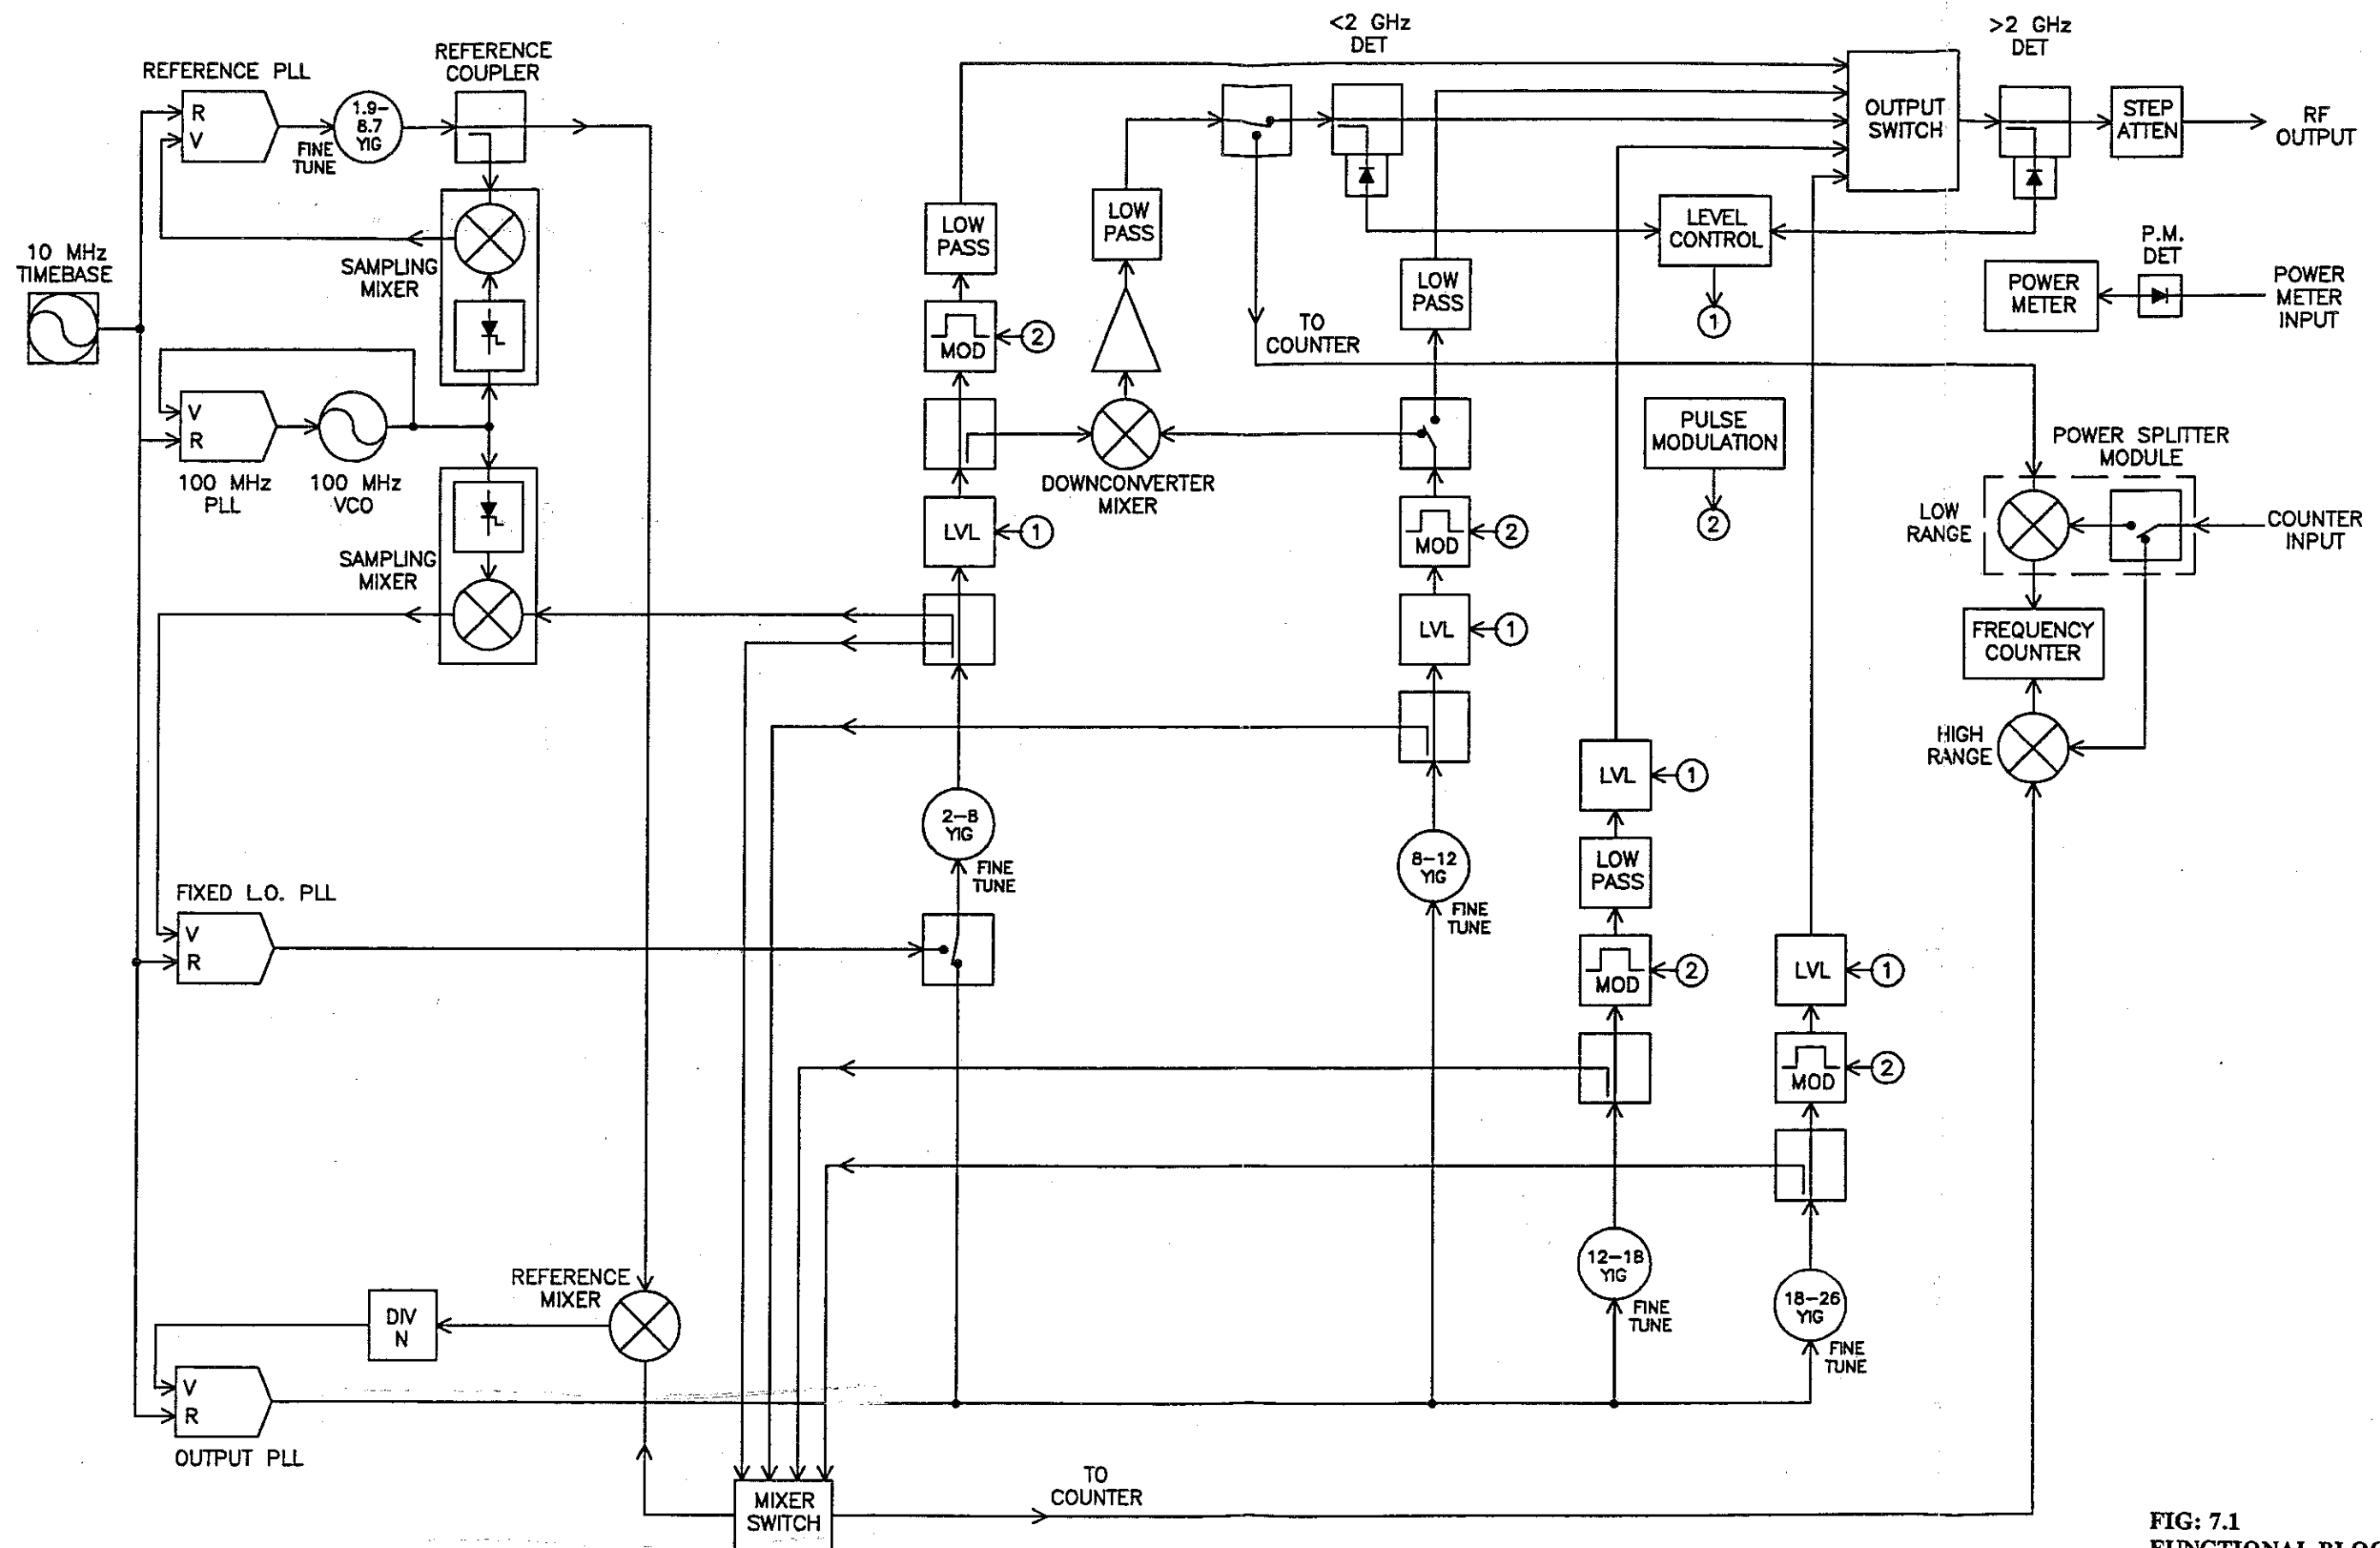 <2 GHz
DET
>2 GHz
DET
REFERENCE
COUPLER
REFERENCE PLL
R
V
1.9-
8.7
YIG
FINE
TUNE
OUTPUT
SWITCH
STEP
ATTEN
RF
OUTPUT
10 MHz
TIMEBASE
SAMPLING
MIXER
LOW
PASS
LOW
PASS
LOW
PASS
LEVEL
CONTROL
1
P.M.
DET
POWER
METER
POWER
METER
INPUT
MOD
2
TO
COUNTER
V
R
100 MHz
PLL
100 MHz
VCO
DOWNCONVERTER
MIXER
PULSE
MODULATION
2
POWER SPLITTER
MODULE
LOW
RANGE
COUNTER
INPUT
LVL
1
MOD
2
SAMPLING
MIXER
LVL
1
FREQUENCY
COUNTER
HIGH
RANGE
2-8
YIG
FINE
TUNE
8-12
YIG
FINE
TUNE
LVL
1
LOW
PASS
FIXED L.O. PLL
V
R
MOD
2
LVL
1
MOD
2
REFERENCE
MIXER
DIV
N
12-18
YIG
FINE
TUNE
18-26
YIG
FINE
TUNE
V
R
OUTPUT PLL
MIXER
SWITCH
TO
COUNTER
FIG: 7.1